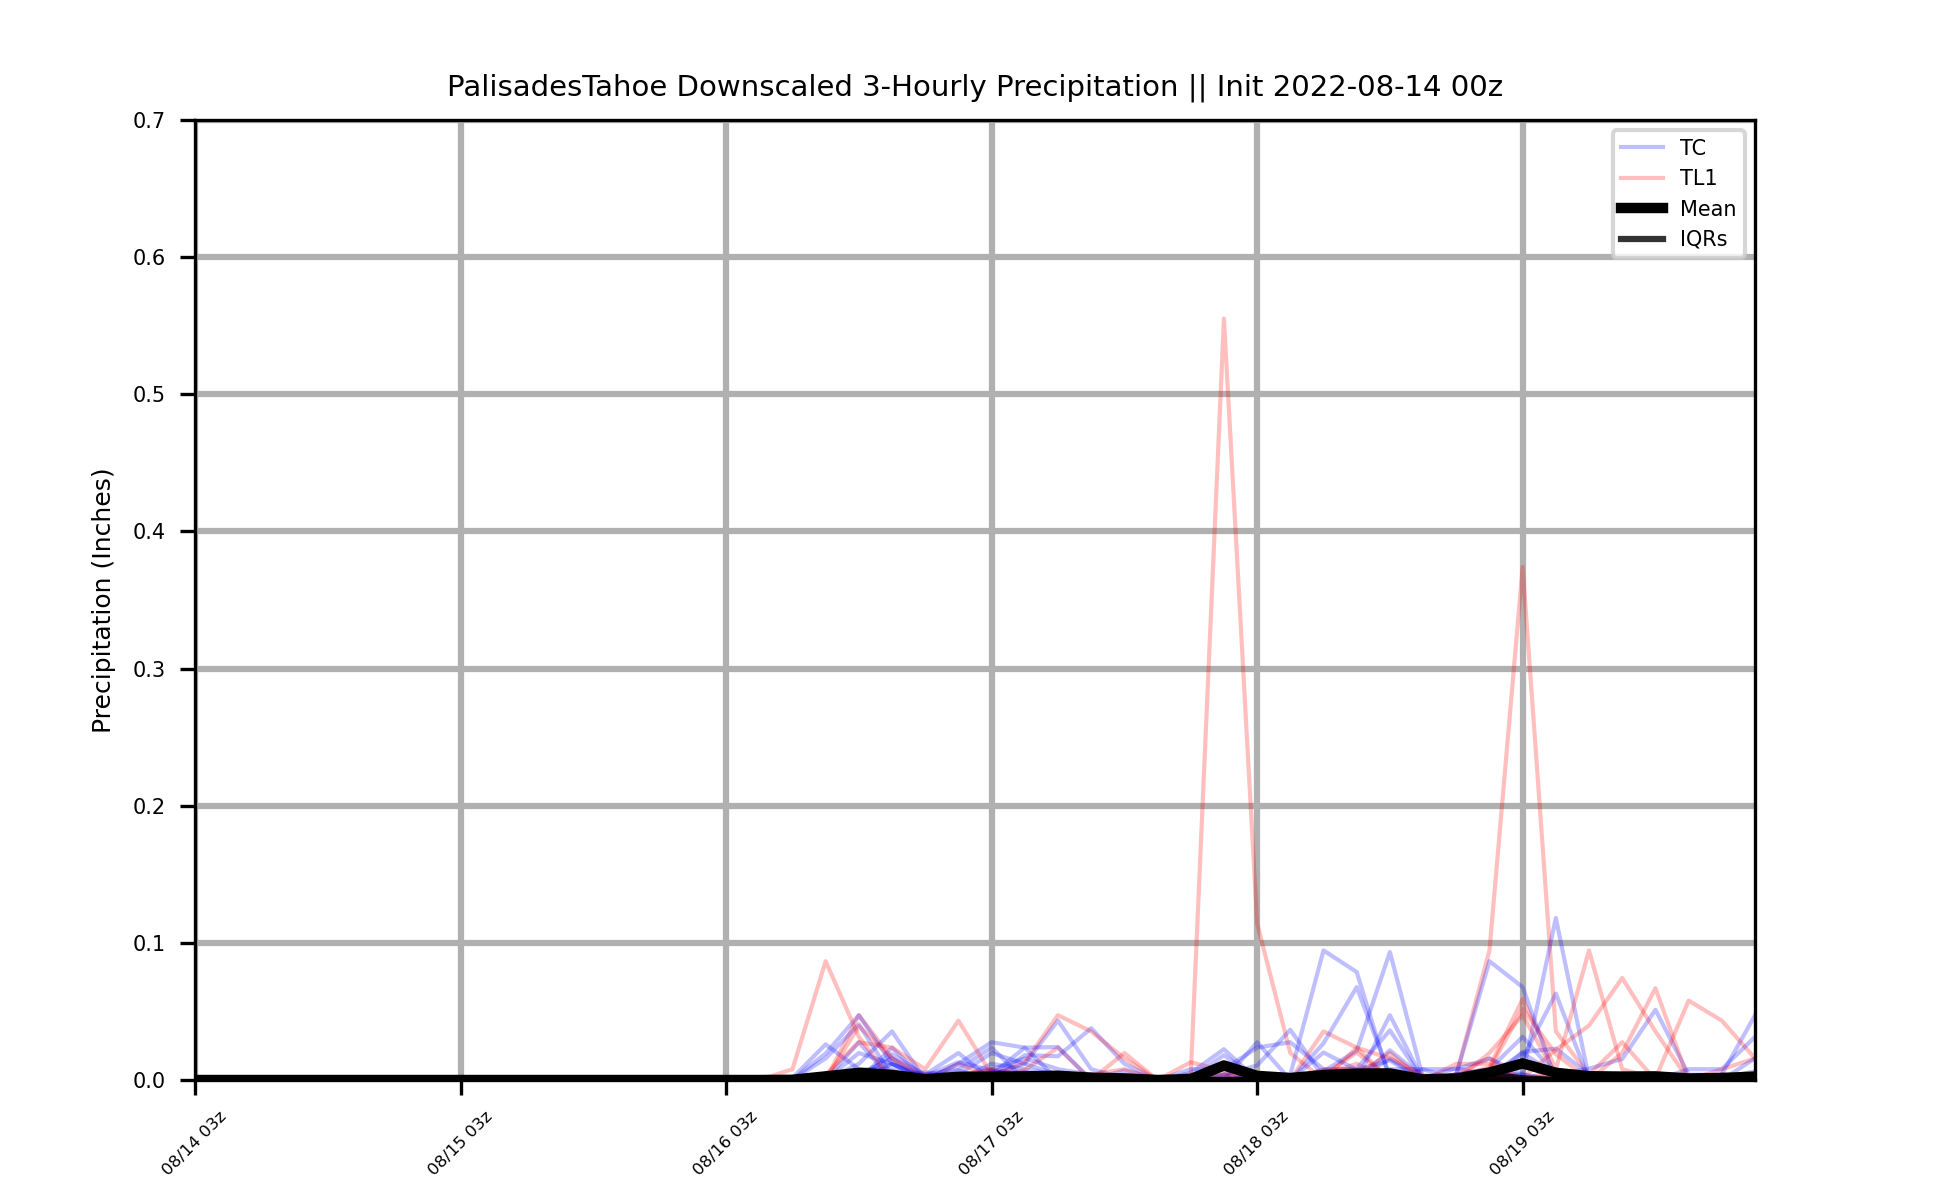 PalisadesTahoe Downscaled 3-Hourly Precipitation || Init 2022-08-14 00z
0.7
0.6
0.5
0.4
0.3
0.2
0.1
0.0
Precipitation (Inches)
TC
TL1
Mean
IQRs
08/14 03z
08/15 03z
08/16 03z
08/17 03z
08/18 03z
08/19 03z